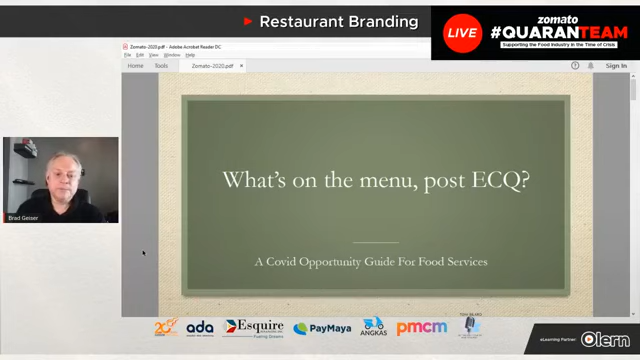 Restaurant Branding
LIVE
zomato
#QUARANTEAM
Supporting the Food Industry in the Time of Crisis
Zomato-2020.pdf - Adobe Acrobat Reader DC
File Edit View Window Help
Home Tools Zomato-2020.pdf × Sign In
What's on the menu, post ECQ?
A Covid Opportunity Guide For Food Services
Brad Geiser
ada
Esquire
Fueling Growth
PayMaya
ANGKAS
pmcm
eLearning Partner:
Olern